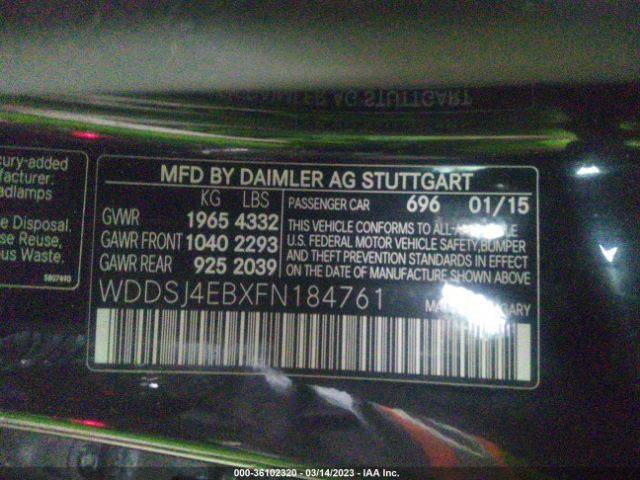 cury-added
facturer:
adlamps
e Disposal.
se Reuse,
ous Waste.
5807490
MFD BY DAIMLER AG STUTTGART
KG LBS
GVWR 1965 4332
GAWR FRONT 1040 2293
GAWR REAR 925 2039
PASSENGER CAR 696 01/15
THIS VEHICLE CONFORMS TO ALL
U.S. FEDERAL MOTOR VEHICLE SAFETY, BUMPER
AND THEFT PREVENTION STANDARDS IN EFFECT
ON THE DATE OF MANUFACTURE SHOWN ABOVE
WDDSJ4EBXFN184761
000-36102320 - 03/14/2023 - IAA Inc.